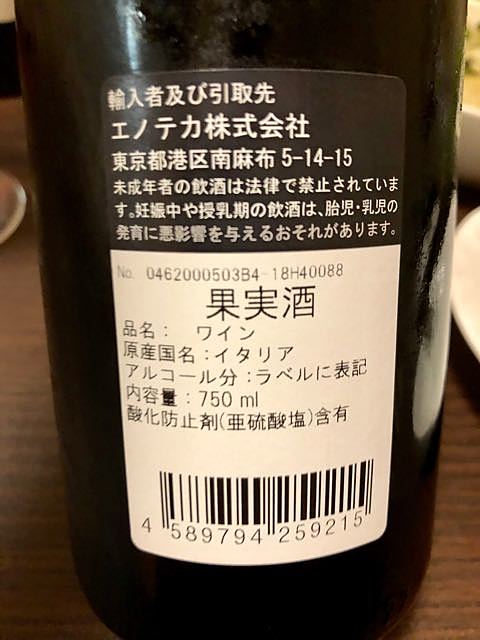 輸入者及び引取先
エノテカ株式会社
東京都港区南麻布 5-14-15
未成年者の飲酒は法律で禁止されていま
す。妊娠中や授乳期の飲酒は、胎児・乳児の
発育に悪影響を与えるおそれがあります。
No. 0462000503B4-18H40088
果実酒
品名： ワイン
原産国名：イタリア
アルコール分：ラベルに表記
内容量：750 ml
酸化防止剤(亜硫酸塩)含有
4 589794 259215